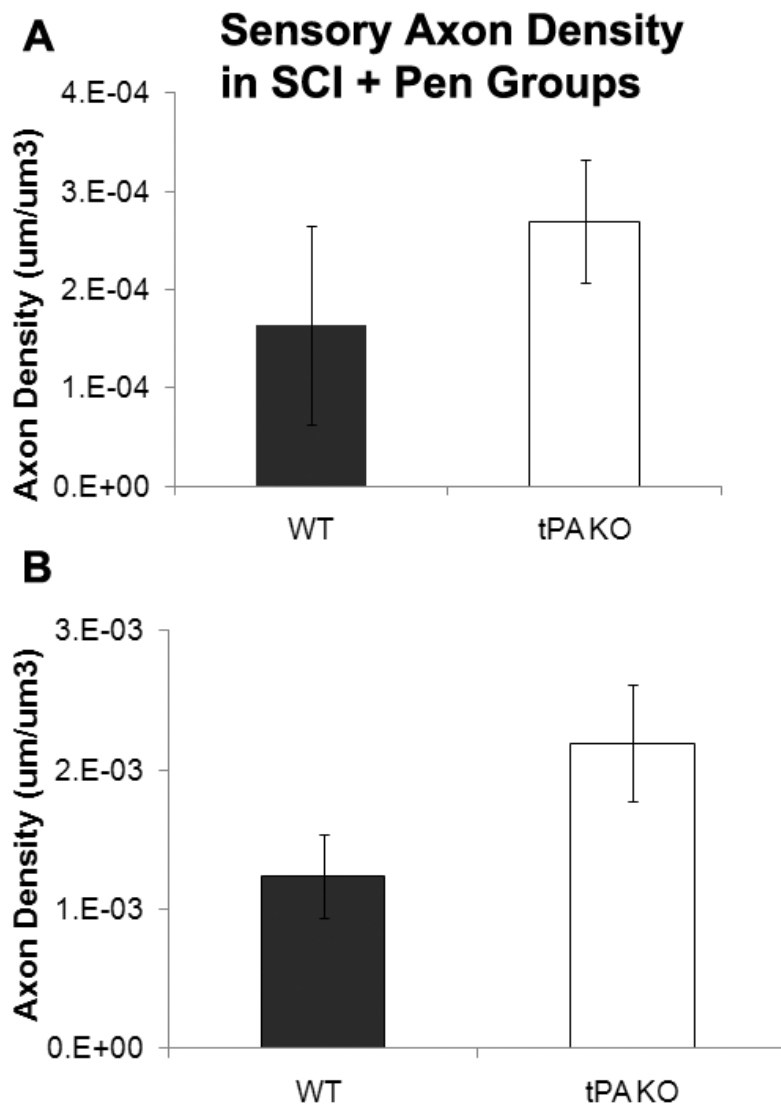 A
Sensory Axon Density
in SCI + Pen Groups
Axon Density (um/um3)
4.E-04
3.E-04
2.E-04
1.E-04
0.E+00
WT
tPA KO
B
Axon Density (um/um3)
3.E-03
2.E-03
1.E-03
0.E+00
WT
tPA KO